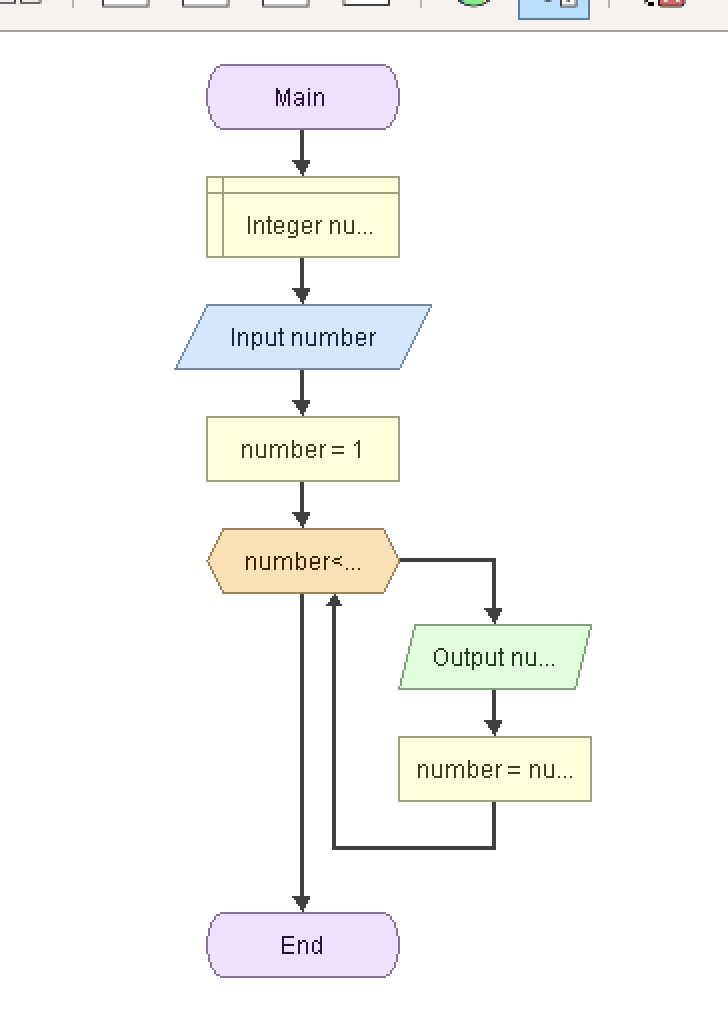 Main
Integer nu...
Input number
number = 1
number<...
Output nu...
number = nu...
End